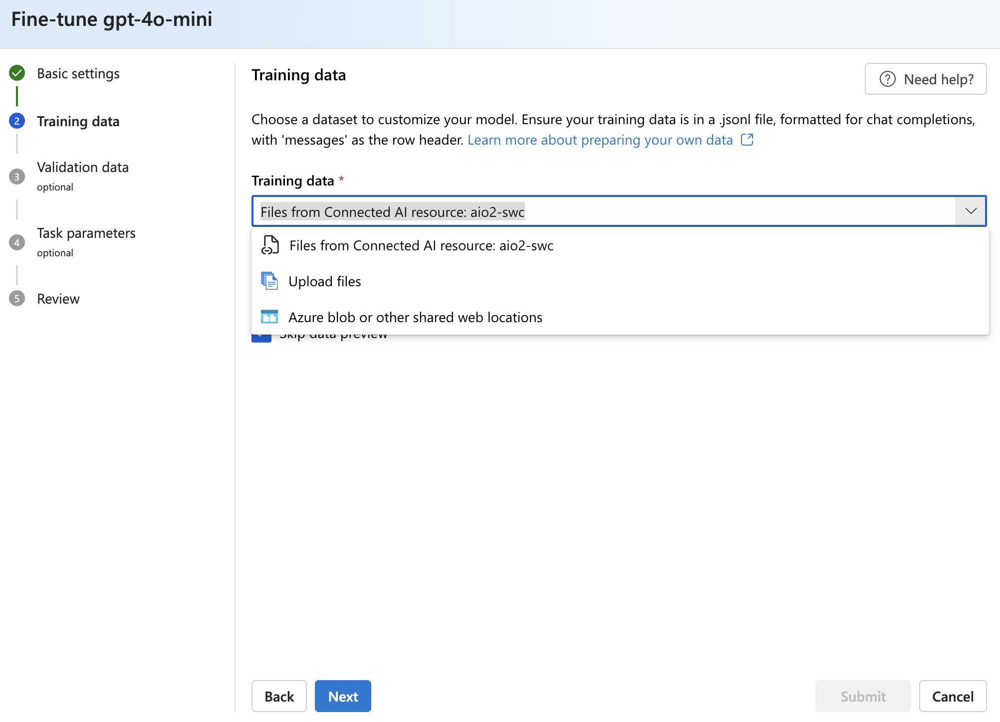 Fine-tune gpt-4o-mini
Basic settings
2 Training data
3 Validation data
optional
4 Task parameters
optional
5 Review
Training data
? Need help?
Choose a dataset to customize your model. Ensure your training data is in a .jsonl file, formatted for chat completions,
with 'messages' as the row header. Learn more about preparing your own data
Training data *
Files from Connected AI resource: aio2-swc
Files from Connected AI resource: aio2-swc
Upload files
Azure blob or other shared web locations
Skip data preview
Back
Next
Submit
Cancel